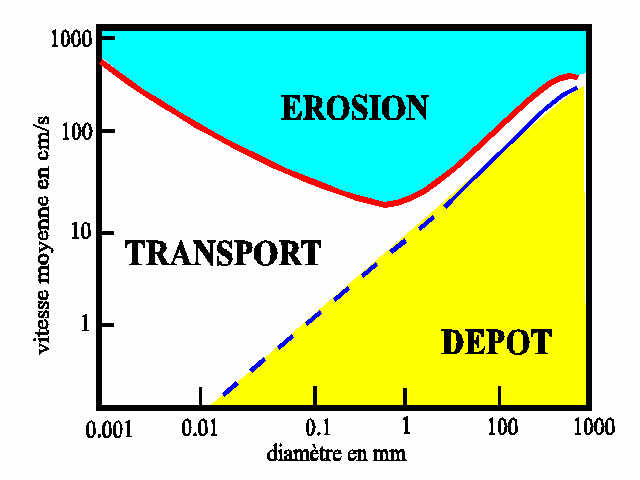 1000
EROSION
100
10
TRANSPORT
1
DEPOT
vitesse moyenne en cm/s
0.001 0.01 0.1 1 100 1000
diamètre en mm